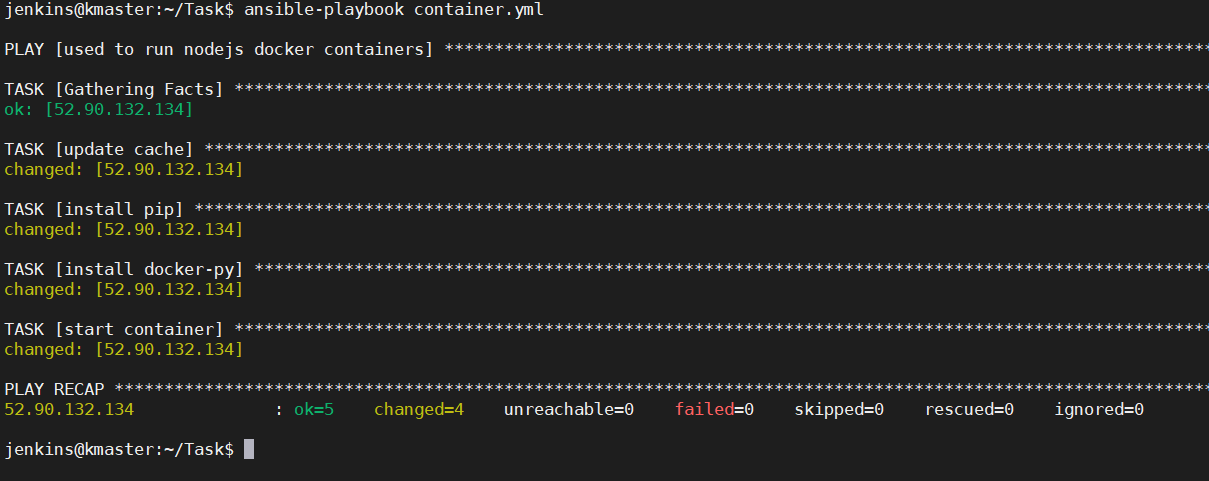 jenkins@kmaster:~/Task$ ansible-playbook container.yml
PLAY [used to run nodejs docker containers] *****************************************************************************
TASK [Gathering Facts] **************************************************************************************************
ok: [52.90.132.134]
TASK [update cache] *****************************************************************************************************
changed: [52.90.132.134]
TASK [install pip] ******************************************************************************************************
changed: [52.90.132.134]
TASK [install docker-py] ************************************************************************************************
changed: [52.90.132.134]
TASK [start container] **************************************************************************************************
changed: [52.90.132.134]
PLAY RECAP **************************************************************************************************************
52.90.132.134              : ok=5    changed=4    unreachable=0    failed=0    skipped=0    rescued=0    ignored=0
jenkins@kmaster:~/Task$